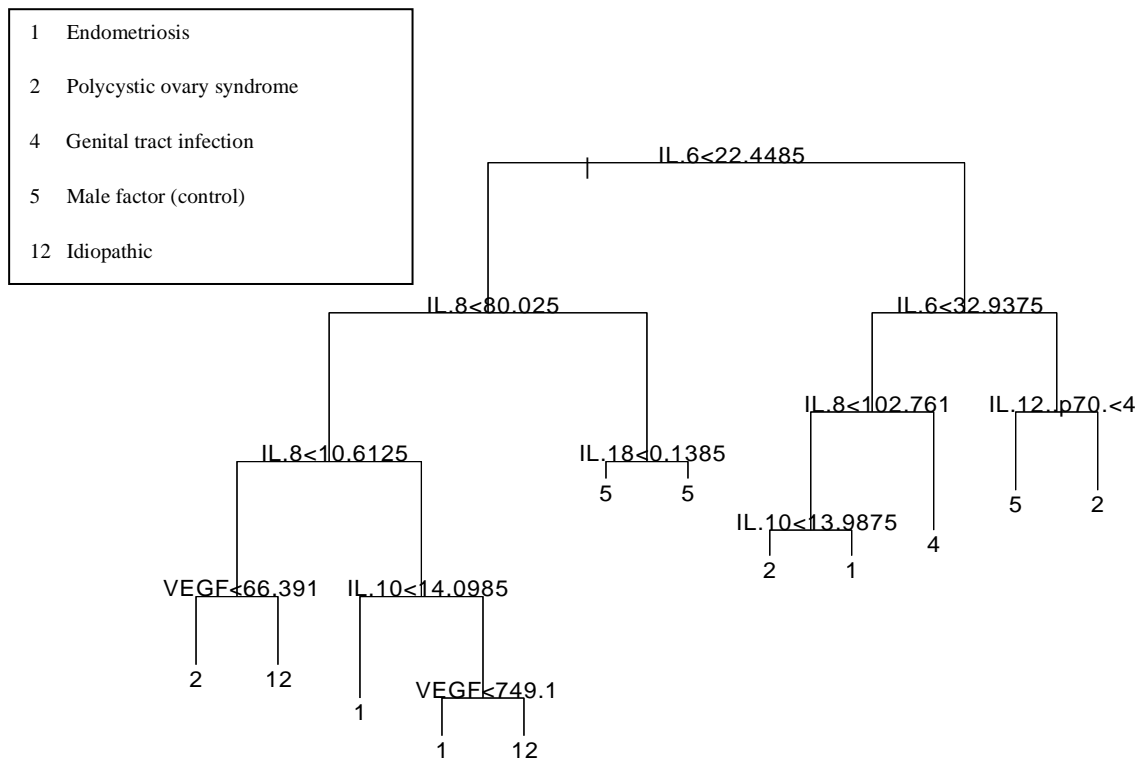 1 Endometriosis
2 Polycystic ovary syndrome
4 Genital tract infection
5 Male factor (control)
12 Idiopathic
IL.6<22.4485
IL.8<80.025
IL.6<32.9375
IL.8<102.761
IL.12..p70.<4
IL.8<10.6125
IL.18<0.1385
5
5
5
2
IL.10<13.9875
4
2
1
VEGF<66.391
IL.10<14.0985
2
12
VEGF<749.1
1
1
12